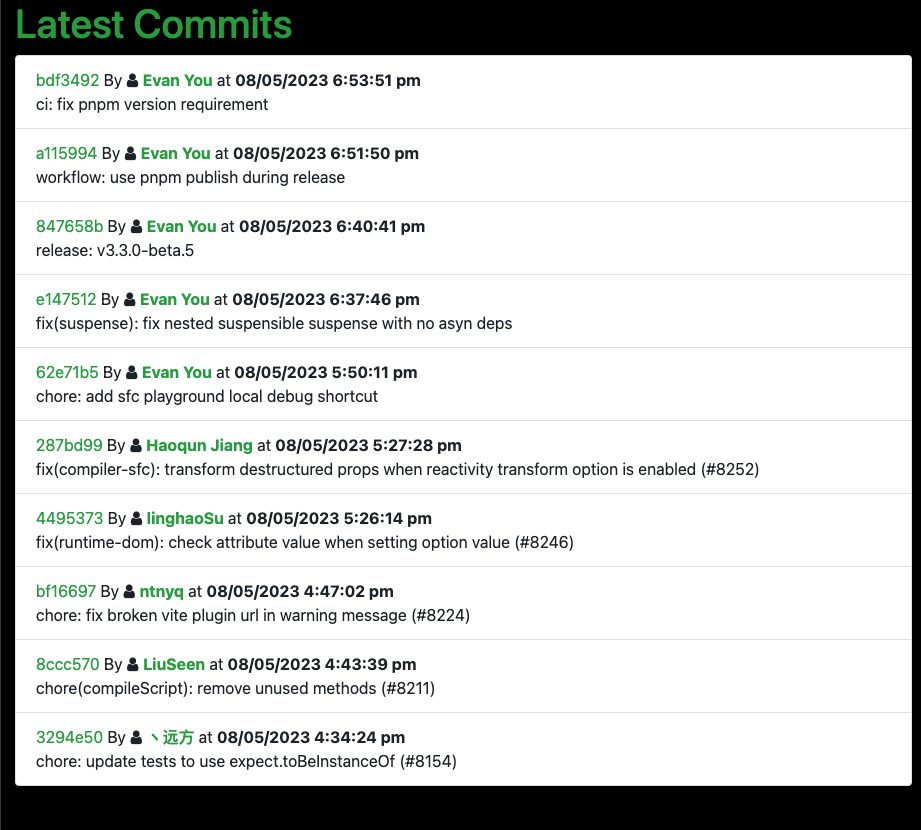 Latest Commits
bdf3492 By Evan You at 08/05/2023 6:53:51 pm
ci: fix pnpm version requirement
a115994 By Evan You at 08/05/2023 6:51:50 pm
workflow: use pnpm publish during release
847658b By Evan You at 08/05/2023 6:40:41 pm
release: v3.3.0-beta.5
e147512 By Evan You at 08/05/2023 6:37:46 pm
fix(suspense): fix nested suspensible suspense with no asyn deps
62e71b5 By Evan You at 08/05/2023 5:50:11 pm
chore: add sfc playground local debug shortcut
287bd99 By Haoqun Jiang at 08/05/2023 5:27:28 pm
fix(compiler-sfc): transform destructured props when reactivity transform option is enabled (#8252)
4495373 By linghaoSu at 08/05/2023 5:26:14 pm
fix(runtime-dom): check attribute value when setting option value (#8246)
bf16697 By ntnyq at 08/05/2023 4:47:02 pm
chore: fix broken vite plugin url in warning message (#8224)
8ccc570 By LiuSeen at 08/05/2023 4:43:39 pm
chore(compileScript): remove unused methods (#8211)
3294e50 By 丶远方 at 08/05/2023 4:34:24 pm
chore: update tests to use expect.toBeInstanceOf (#8154)